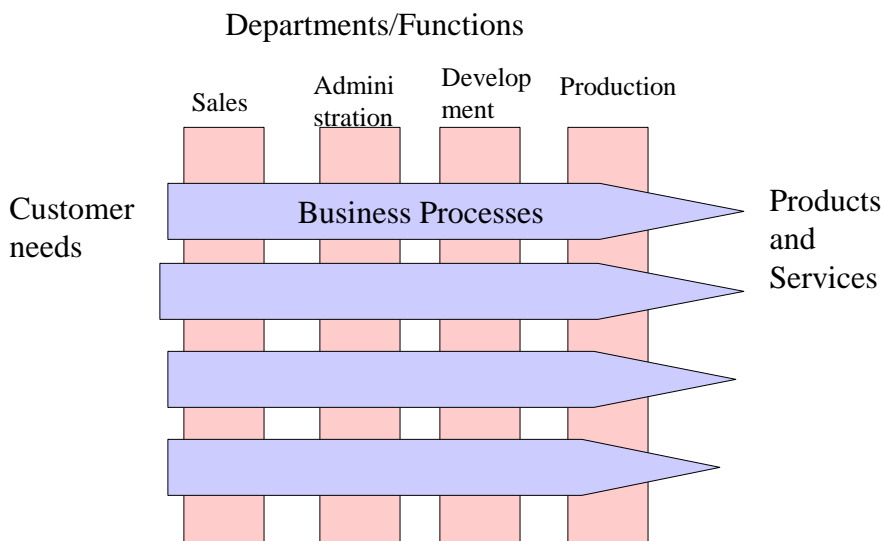 Departments/Functions
Sales
Admini
stration
Develop
ment
Production
Customer
needs
Business Processes
Products
and
Services